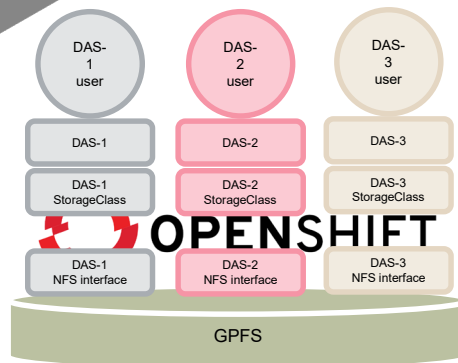 DAS-
1
user
DAS-
2
user
DAS-
3
user
DAS-1
DAS-2
DAS-3
DAS-1
StorageClass
DAS-2
StorageClass
DAS-3
StorageClass
OPENSHIFT
DAS-1
NFS interface
DAS-2
NFS interface
DAS-3
NFS interface
GPFS